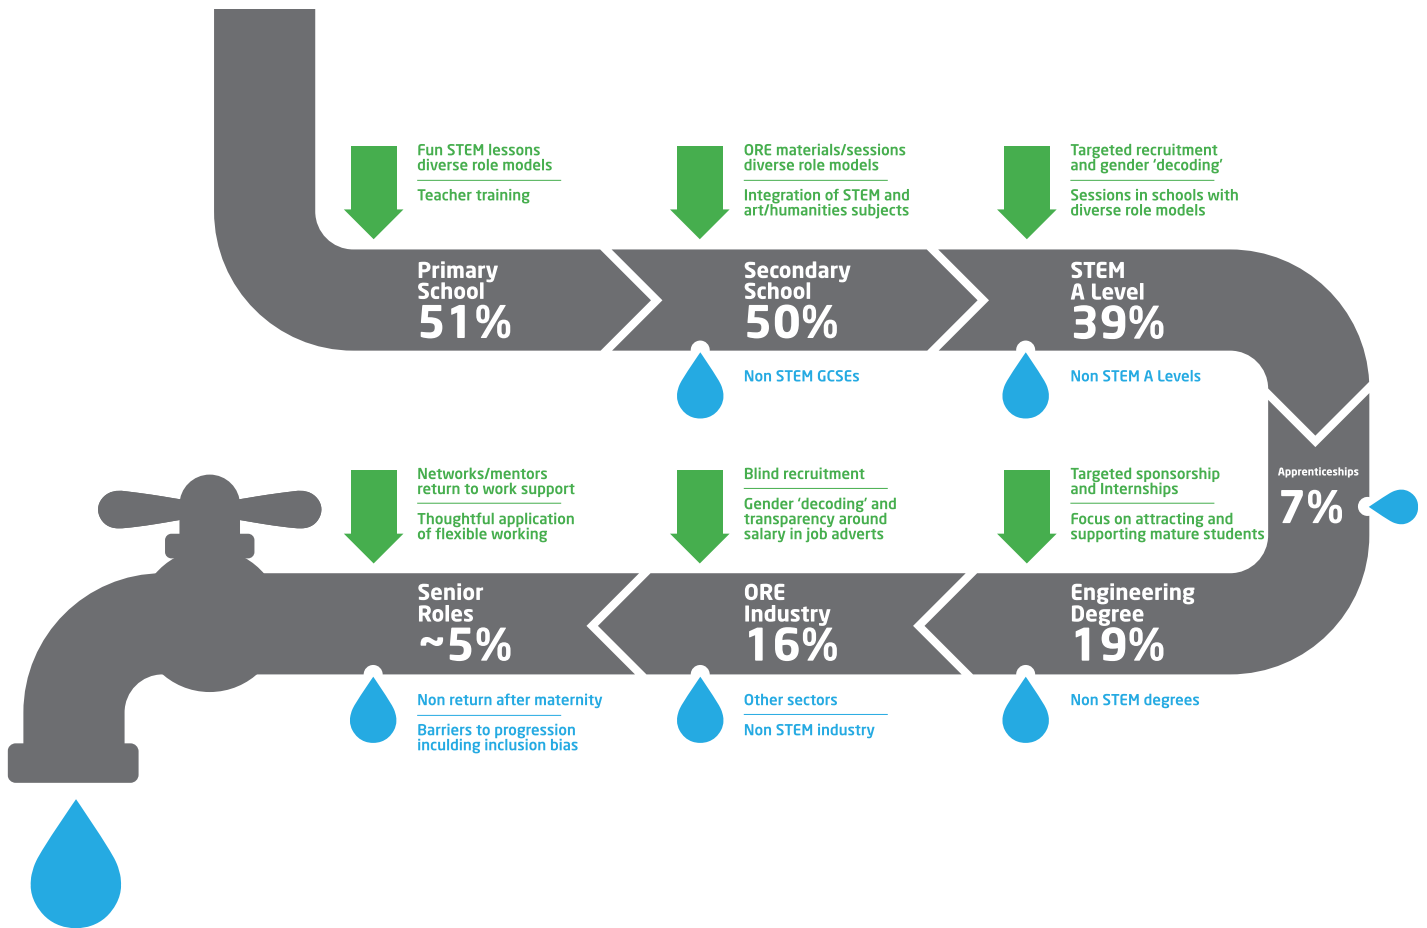 Fun STEM lessons
diverse role models
Teacher training
ORE materials/sessions
diverse role models
Integration of STEM and
art/humanities subjects
Targeted recruitment
and gender ‘decoding’
Sessions in schools with
diverse role models
Primary
School
51%
Secondary
School
50%
STEM
A Level
39%
Non STEM GCSEs
Non STEM A Levels
Apprenticeships
7%
Networks/mentors
return to work support
Thoughtful application
of flexible working
Blind recruitment
Gender ‘decoding’ and
transparency around
salary in job adverts
Targeted sponsorship
and Internships
Focus on attracting and
supporting mature students
Senior
Roles
~5%
ORE
Industry
16%
Engineering
Degree
19%
Non return after maternity
Barriers to progression
inculding inclusion bias
Other sectors
Non STEM industry
Non STEM degrees